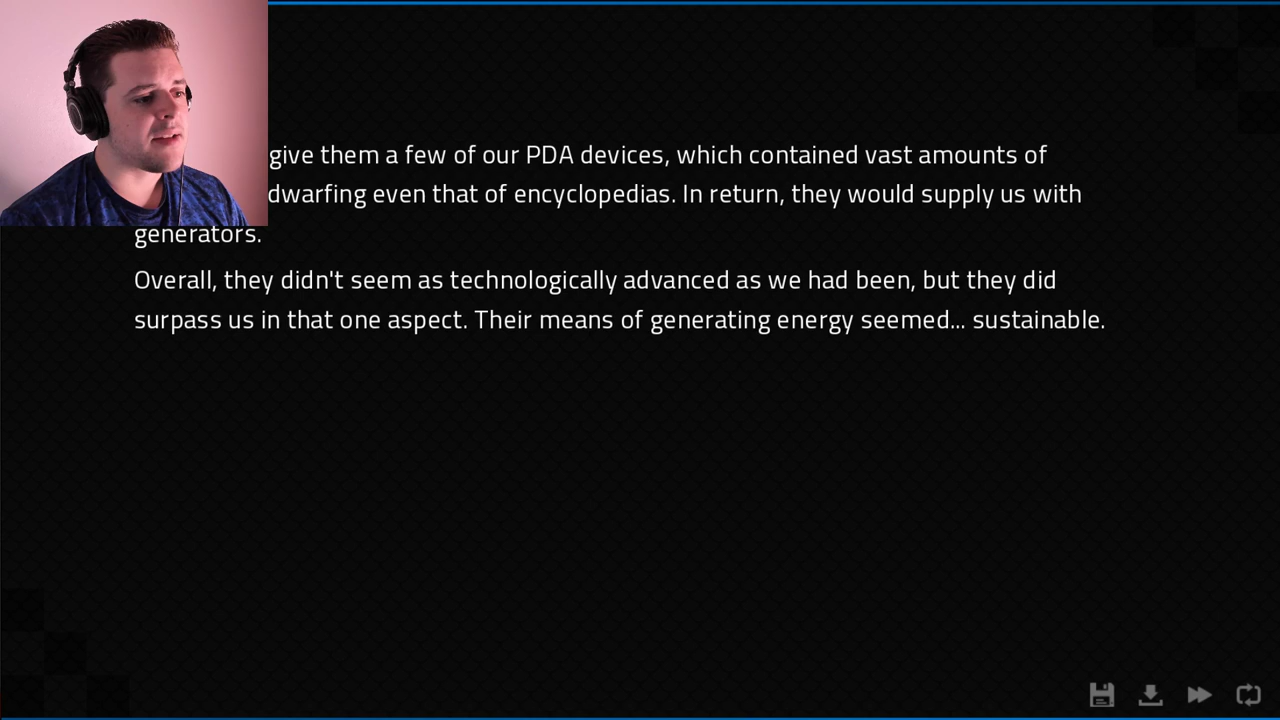 give them a few of our PDA devices, which contained vast amounts of
dwarfing even that of encyclopedias. In return, they would supply us with
generators.
Overall, they didn't seem as technologically advanced as we had been, but they did
surpass us in that one aspect. Their means of generating energy seemed... sustainable.